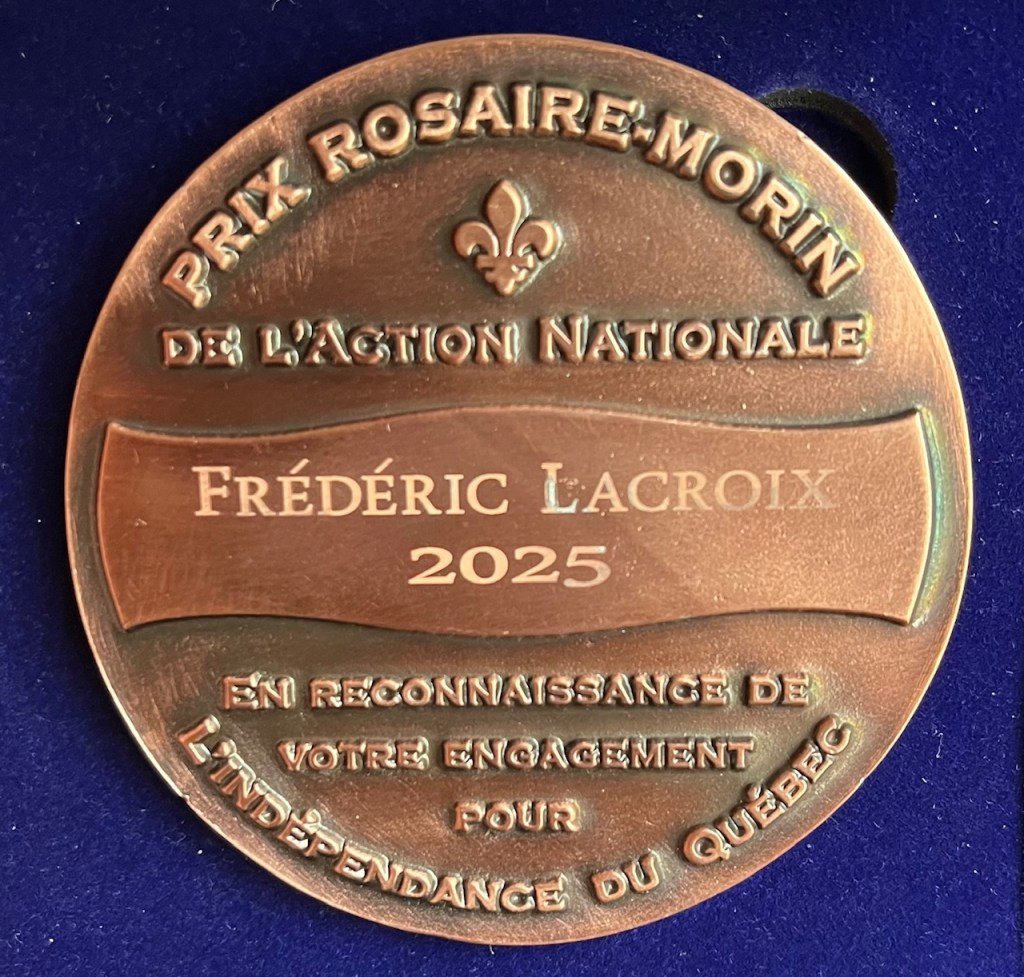 PRIX ROSAIRE-MORIN
DE L'ACTION NATIONALE
FRÉDÉRIC LACROIX
2025
EN RECONNAISSANCE DE
VOTRE ENGAGEMENT
POUR
L'INDÉPENDANCE DU QUÉBEC